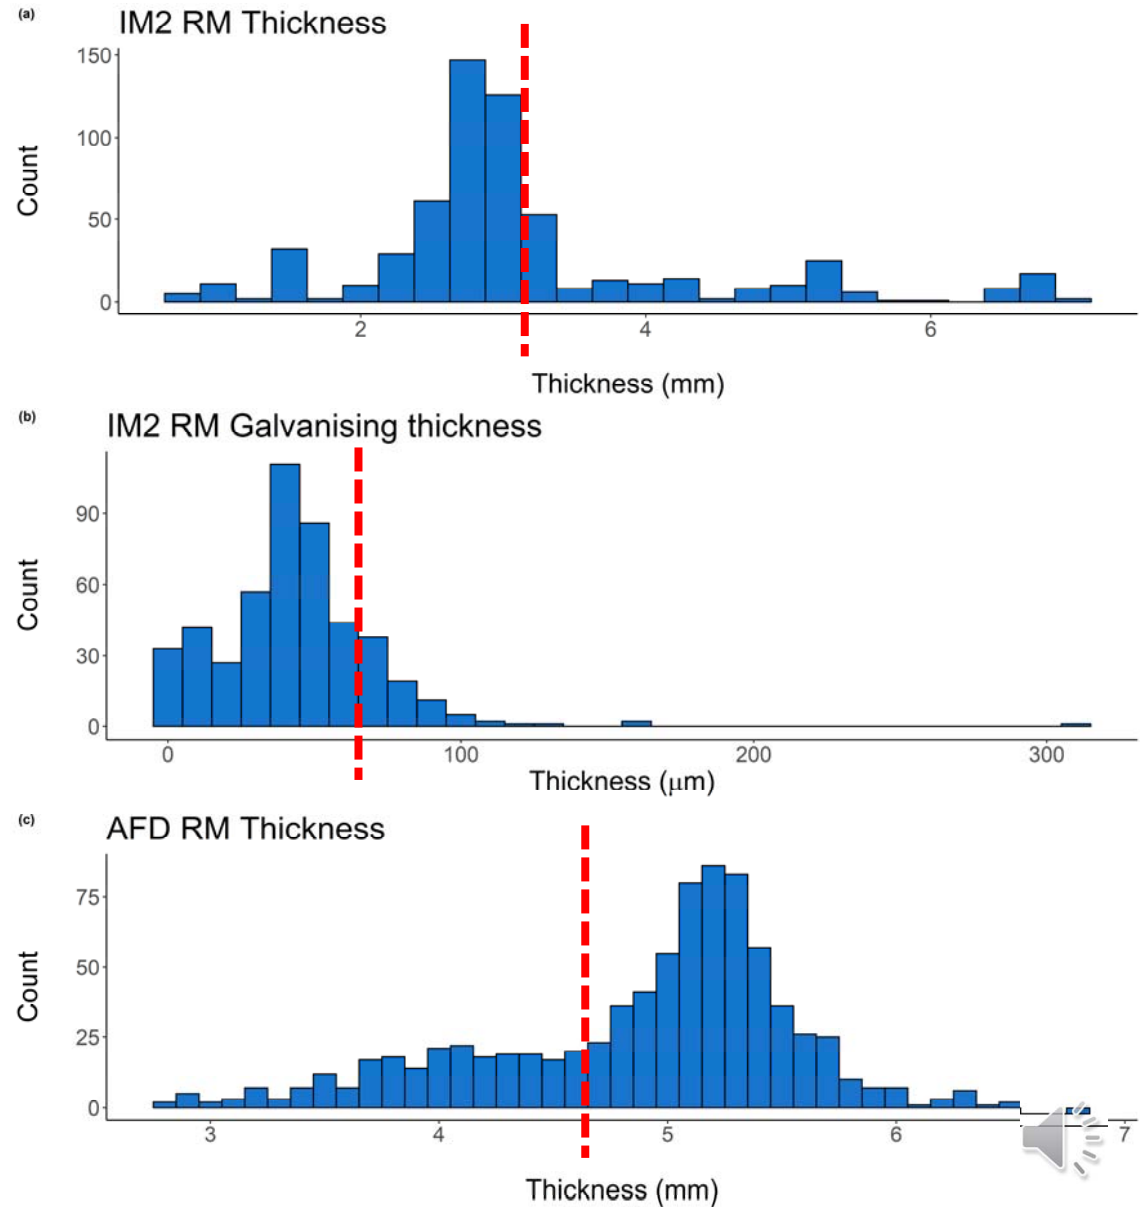 (a)
IM2 RM Thickness
150
100
50
0
Count
2 4 6
Thickness (mm)
(b)
IM2 RM Galvanising thickness
90
60
30
0
Count
0 100 200 300
Thickness (μm)
(c)
AFD RM Thickness
75
50
25
0
Count
3 4 5 6 7
Thickness (mm)